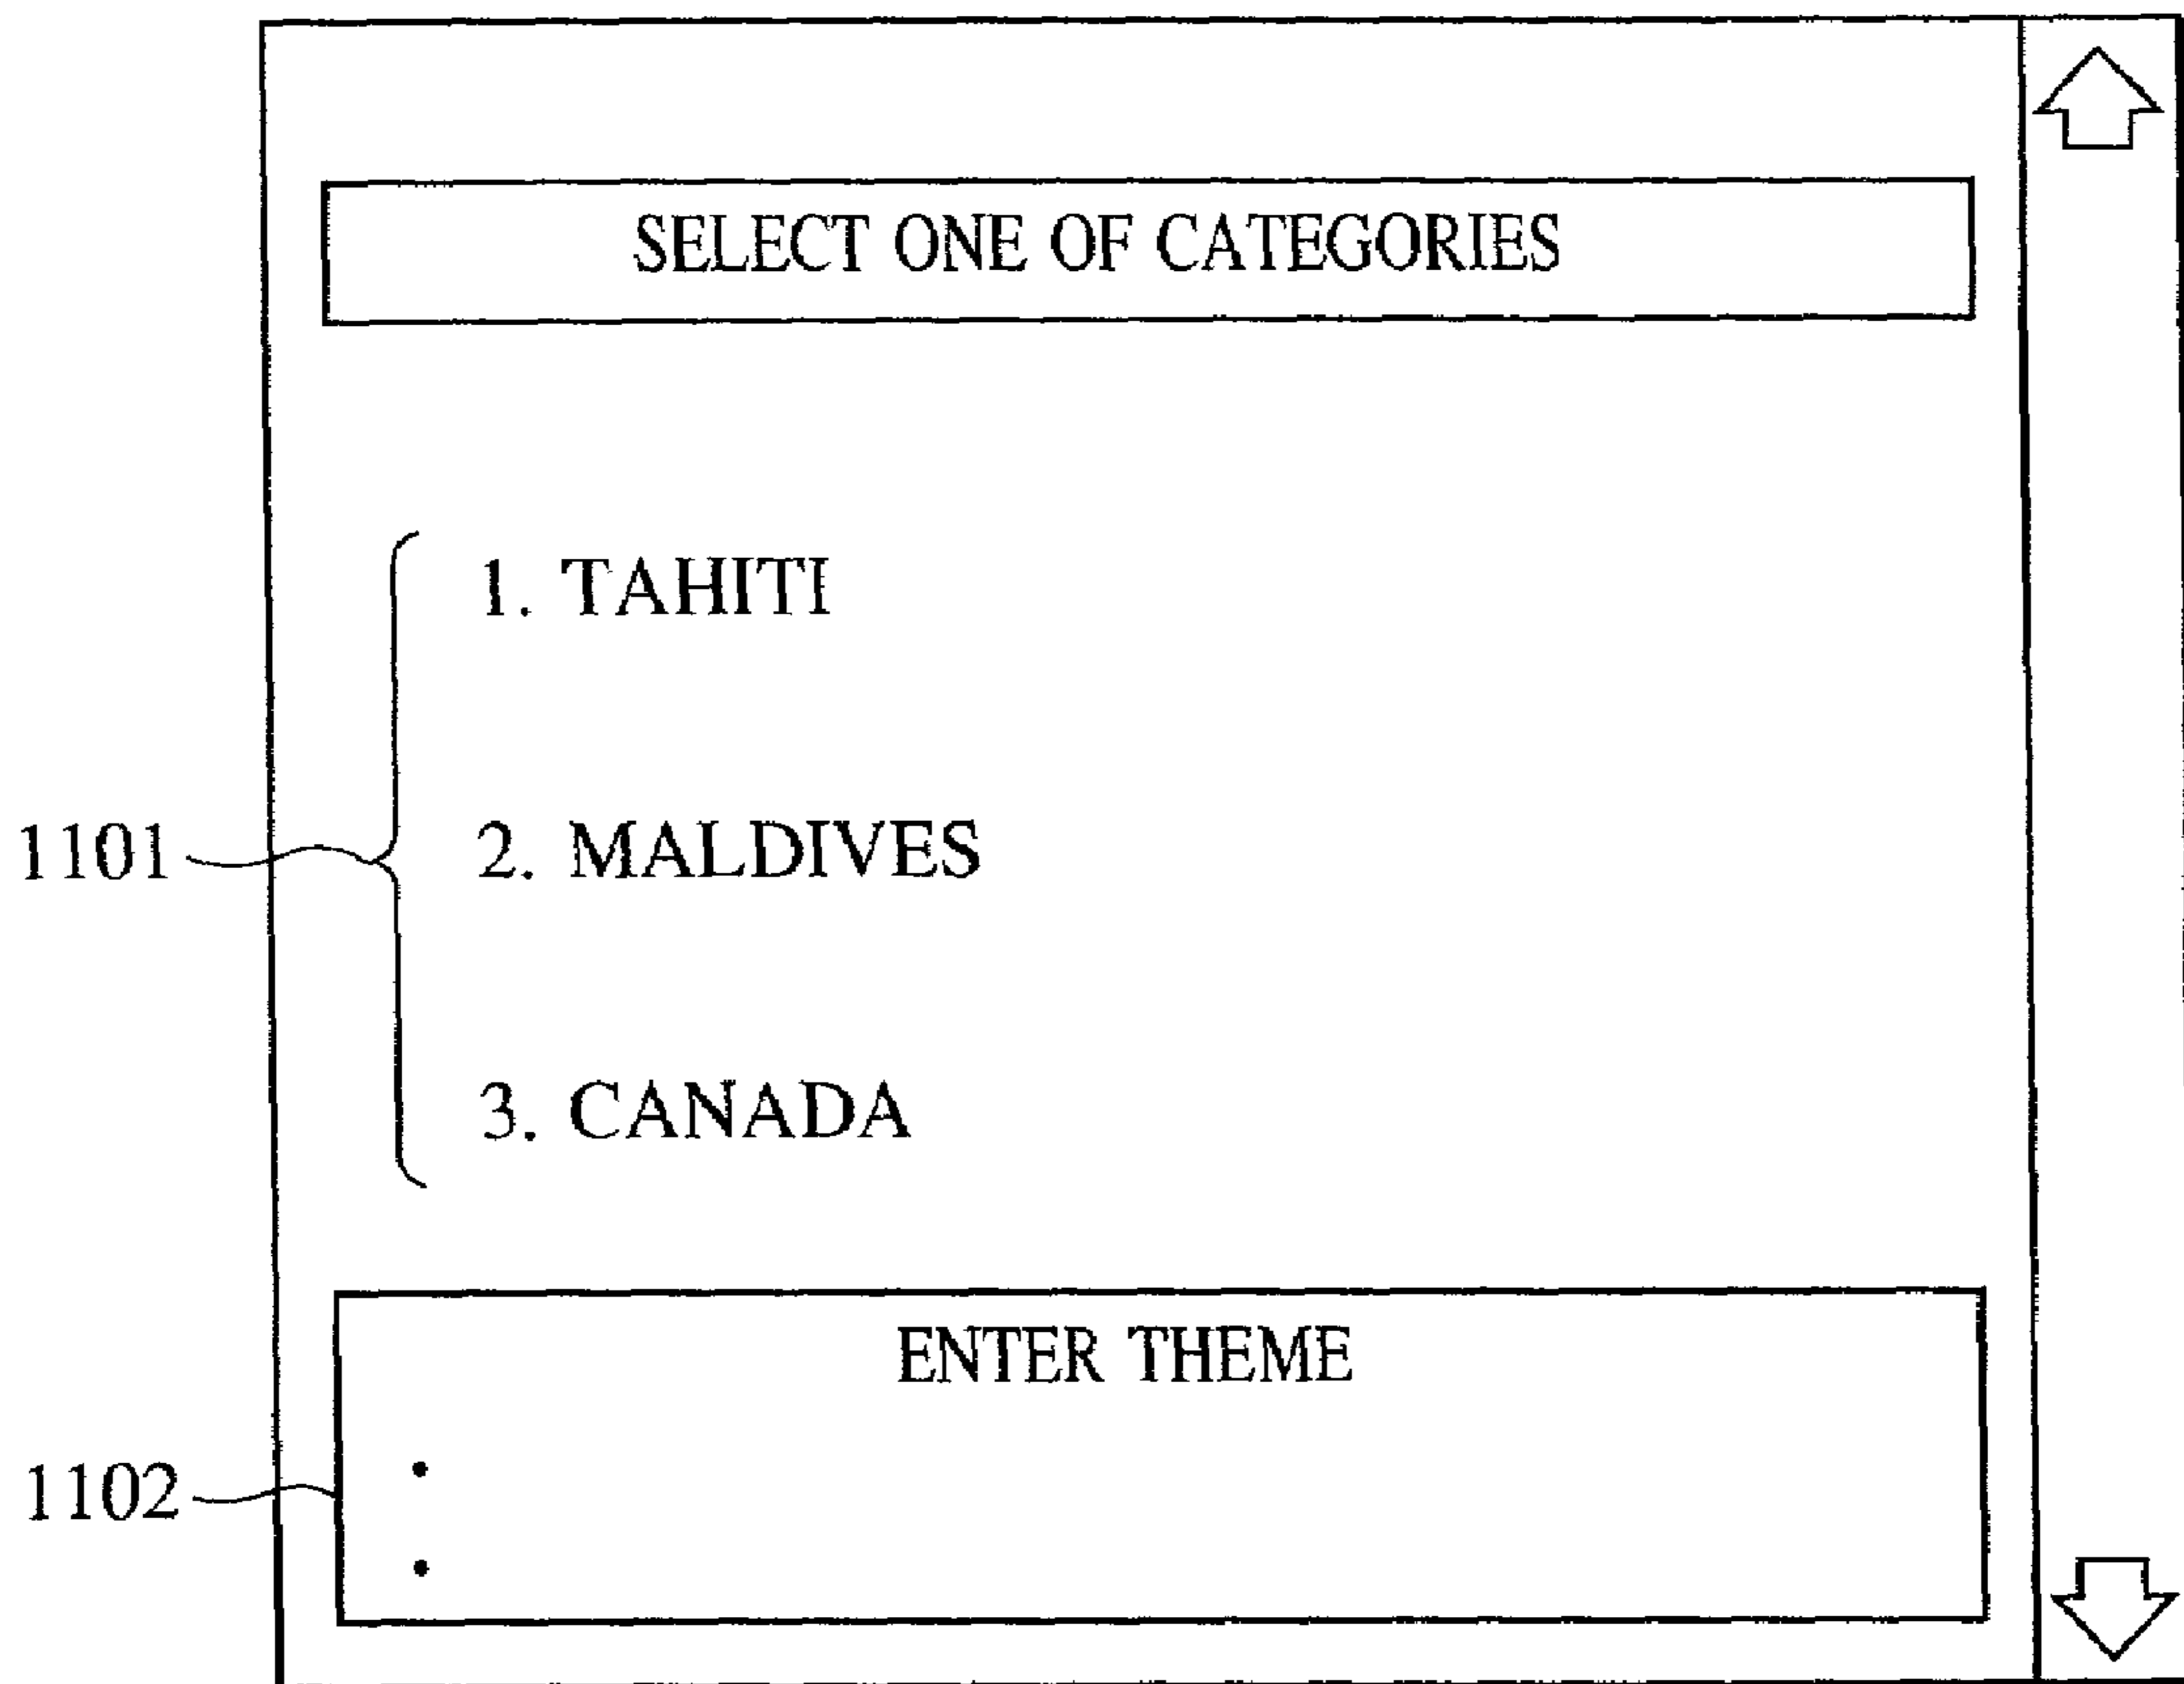 SELECT ONE OF CATEGORIES
1. TAHITI
1101
2. MALDIVES
3. CANADA
ENTER THEME
1102
•
•